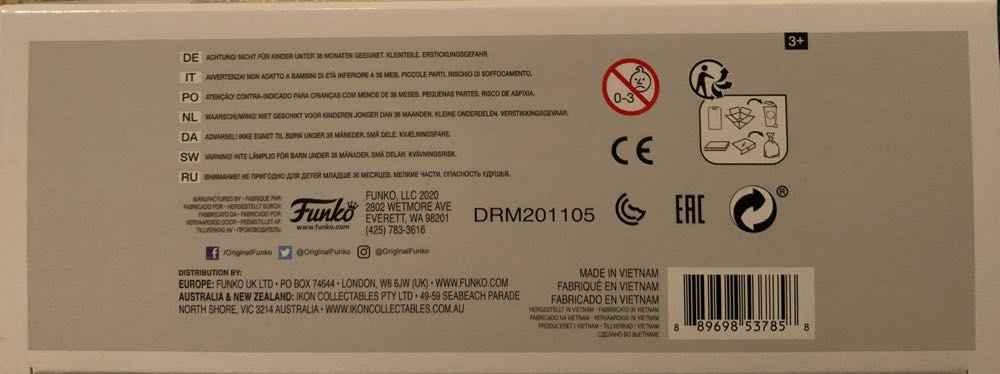 3+
DE ACHTUNG! NICHT FÜR KINDER UNTER 36 MONATEN GEEIGNET. KLEINTEILE. ERSTICKUNGSGEFAHR.
IT AVVERTENZA! NON ADATTO A BAMBINI DI ETÀ INFERIORE A 36 MESI. PICCOLE PARTI. RISCHIO DI SOFFOCAMENTO.
PO ATENÇÃO! CONTRA-INDICADO PARA CRIANÇAS COM MENOS DE 36 MESES. PEQUENAS PARTES. RISCO DE ASFIXIA.
NL WAARSCHUWING! NIET GESCHIKT VOOR KINDEREN JONGER DAN 36 MAANDEN. KLEINE ONDERDELEN. VERSTIKKINGSGEVAAR.
DA ADVARSEL! IKKE EGNET TIL BØRN UNDER 36 MÅNEDER. SMÅ DELE. KVÆLNINGSFARE.
SW VARNING! INTE LÄMPLIG FÖR BARN UNDER 36 MÅNADER. SMÅ DELAR. KVÄVNINGSRISK.
RU ВНИМАНИЕ! НЕ ПРИГОДНО ДЛЯ ДЕТЕЙ МЛАДШЕ 36 МЕСЯЦЕВ. МЕЛКИЕ ЧАСТИ. ОПАСНОСТЬ УДУШЬЯ.
0-3
CE
MANUFACTURED BY • FABRIQUÉ PAR
FABRICADO POR • HERGESTELLT DURCH
FABBRICATO DA • FABRICADO POR
VERVAARDIGD DOOR • FREMSTILLET AF
TILLVERKAD AV • ПРОИЗВОДИТЕЛЬ:
Funko
www.funko.com
FUNKO, LLC 2020
2802 WETMORE AVE
EVERETT, WA 98201
(425) 783-3616
DRM201105
EAC
®
f /OriginalFunko @OriginalFunko @OriginalFunko
DISTRIBUTION BY:
EUROPE: FUNKO UK LTD • PO BOX 74644 • LONDON, W6 6JW (UK) • WWW.FUNKO.COM
AUSTRALIA & NEW ZEALAND: IKON COLLECTABLES PTY LTD • 49-59 SEABEACH PARADE
NORTH SHORE, VIC 3214 AUSTRALIA • WWW.IKONCOLLECTABLES.COM.AU
MADE IN VIETNAM
FABRIQUÉ EN VIETNAM
FABRICADO EN VIETNAM
HERGESTELLT IN VIETNAM • FABBRICATO IN VIETNAM
FABRICADO NA VIETNAM • VERVAARDIGD IN VIETNAM
PRODUCERET I VIETNAM • TILLVERKAD I VIETNAM
СДЕЛАНО ВО ВЬЕТНАМЕ
8 89698 53785 8